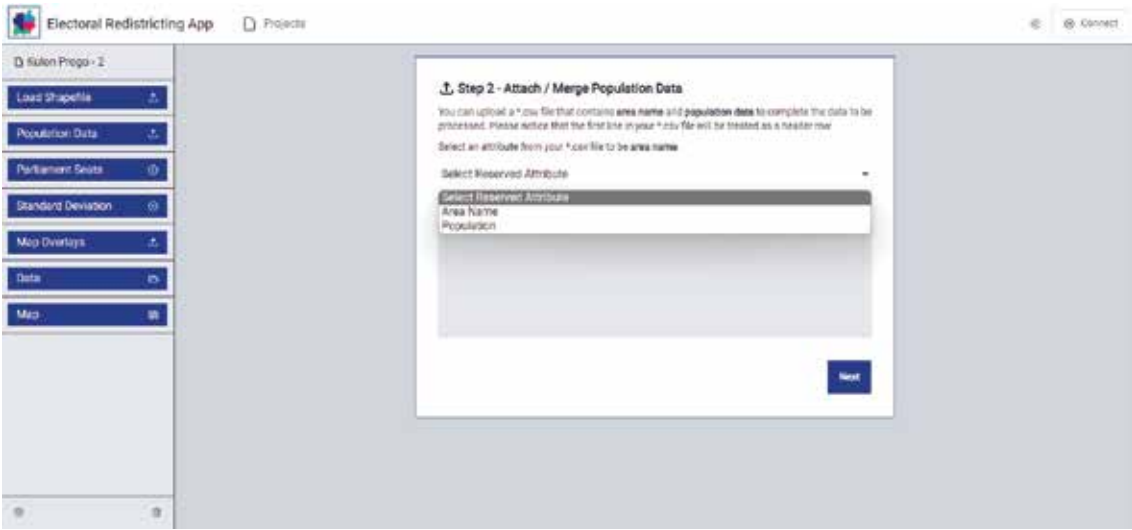 Electoral Redistricting App
Projects
Connect
Kulon Progo - 2
Load Shapefile
Population Data
Parliament Seats
Standard Deviation
Map Overlays
Data
Map
Step 2 - Attach / Merge Population Data
You can upload a *.csv file that contains area name and population data to complete the data to be
processed. Please notice that the first line in your *.csv file will be treated as a header row
Select an attribute from your *.csv file to be area name
Select Reserved Attribute
Select Reserved Attribute
Area Name
Population
Next